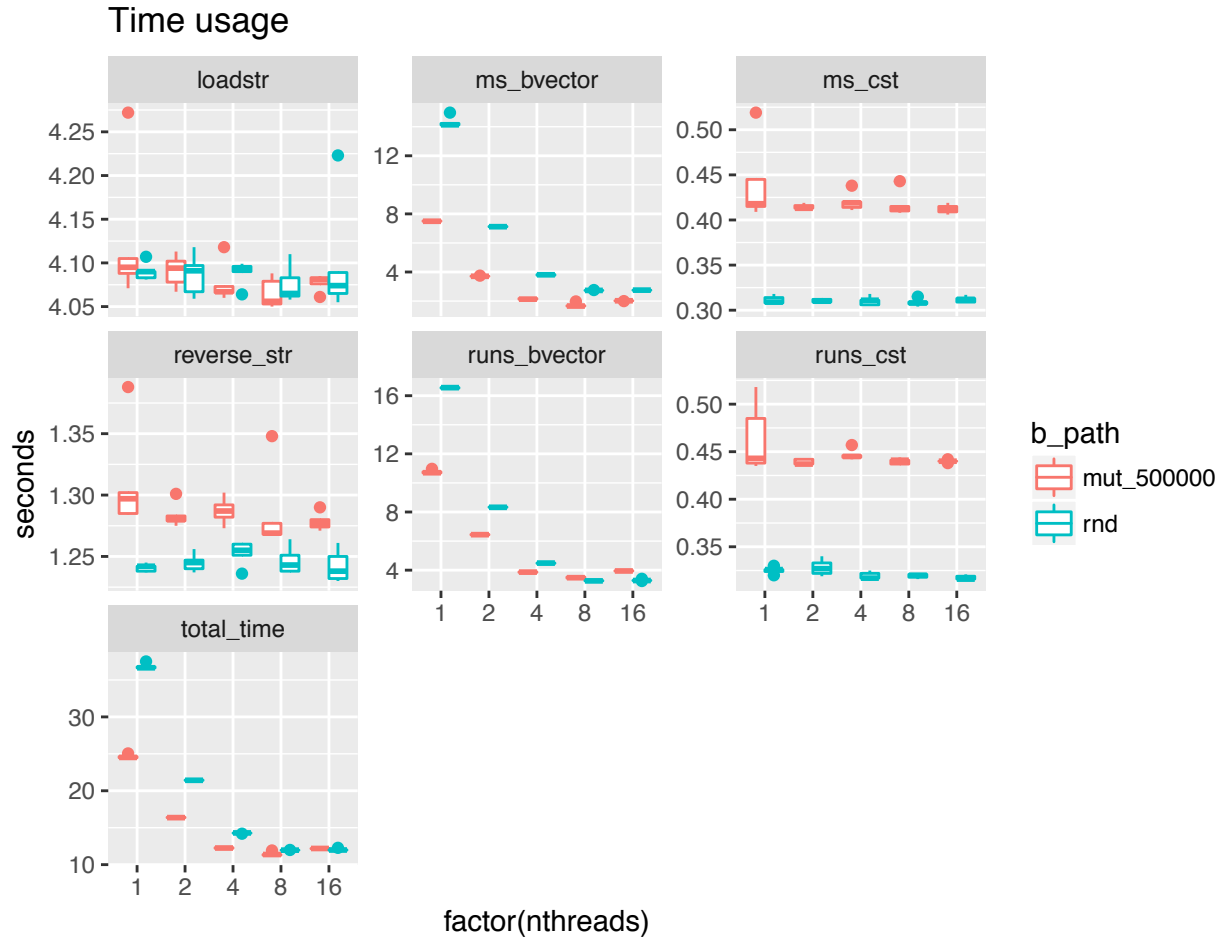 Time usage
loadstr
ms_bvector
ms_cst
4.25
4.20
4.15
4.10
4.05
12
8
4
0.50
0.45
0.40
0.35
0.30
reverse_str
runs_bvector
runs_cst
1.35
1.30
1.25
16
12
8
4
0.50
0.45
0.40
0.35
1 2 4 8 16
1 2 4 8 16
total_time
30
20
10
1 2 4 8 16
seconds
factor(nthreads)
b_path
mut_500000
rnd